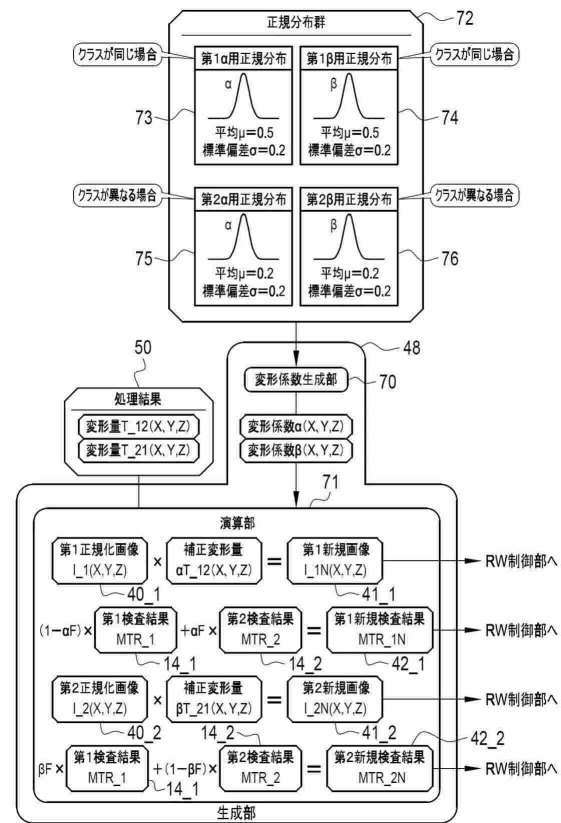 正規分布群
72
クラスが同じ場合
クラスが同じ場合
第1α用正規分布
第1β用正規分布
α
β
73
74
平均μ=0.5
標準偏差σ=0.2
平均μ=0.5
標準偏差σ=0.2
クラスが異なる場合
クラスが異なる場合
第2α用正規分布
第2β用正規分布
α
β
75
76
平均μ=0.2
標準偏差σ=0.2
平均μ=0.2
標準偏差σ=0.2
48
50
変形係数生成部
70
処理結果
変形量T_12(X,Y,Z)
変形量T_21(X,Y,Z)
変形係数α(X,Y,Z)
変形係数β(X,Y,Z)
71
演算部
第1正規化画像
I_1(X,Y,Z)
×
補正変形量
αT_12(X,Y,Z)
=
第1新規画像
I_1N(X,Y,Z)
RW制御部へ
40_1
41_1
(1-αF)×
第1検査結果
MTR_1
+αF×
第2検査結果
MTR_2
=
第1新規検査結果
MTR_1N
RW制御部へ
14_1
14_2
42_1
第2正規化画像
I_2(X,Y,Z)
×
補正変形量
βT_21(X,Y,Z)
=
第2新規画像
I_2N(X,Y,Z)
RW制御部へ
40_2
14_2
41_2
42_2
βF×
第1検査結果
MTR_1
+(1-βF)×
第2検査結果
MTR_2
=
第2新規検査結果
MTR_2N
RW制御部へ
14_1
生成部